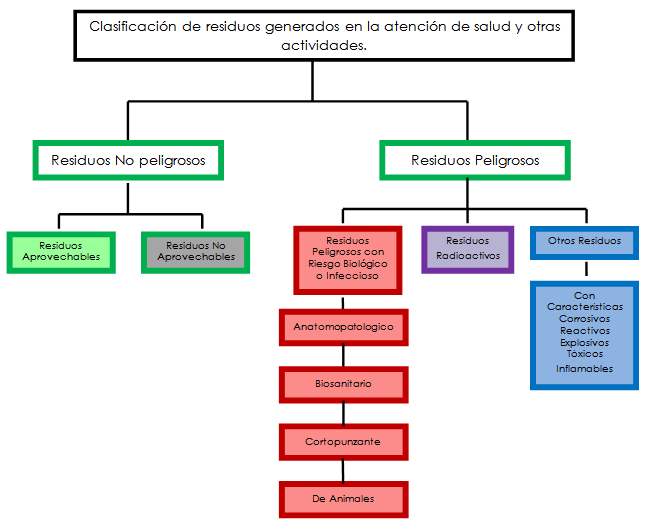 Clasificación de residuos generados en la atención de salud y otras
actividades.
Residuos No peligrosos
Residuos Peligrosos
Residuos
Aprovechables
Residuos No
Aprovechables
Residuos
Peligrosos con
Riesgo Biológico
o Infeccioso
Residuos
Radioactivos
Otros Residuos
Con
Características
Corrosivos
Reactivos
Explosivos
Tóxicos
Inflamables
Anatomopatologico
Biosanitario
Cortopunzante
De Animales